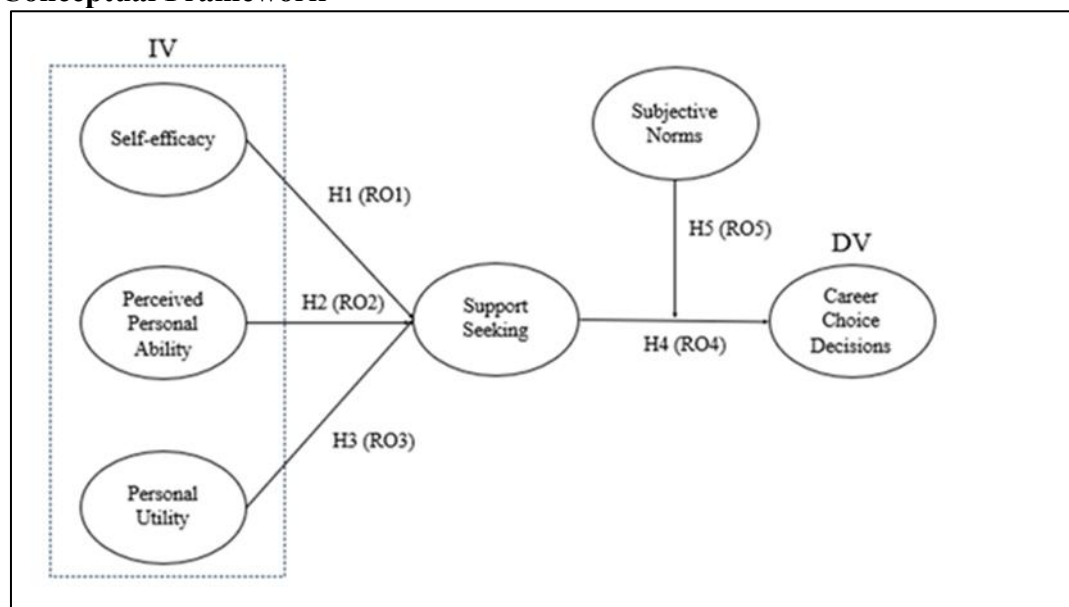 Conceptual Framework
IV
Self-efficacy
H1 (RO1)
Perceived
Personal
Ability
H2 (RO2)
Personal
Utility
H3 (RO3)
Support
Seeking
Subjective
Norms
H5 (RO5)
H4 (RO4)
DV
Career
Choice
Decisions